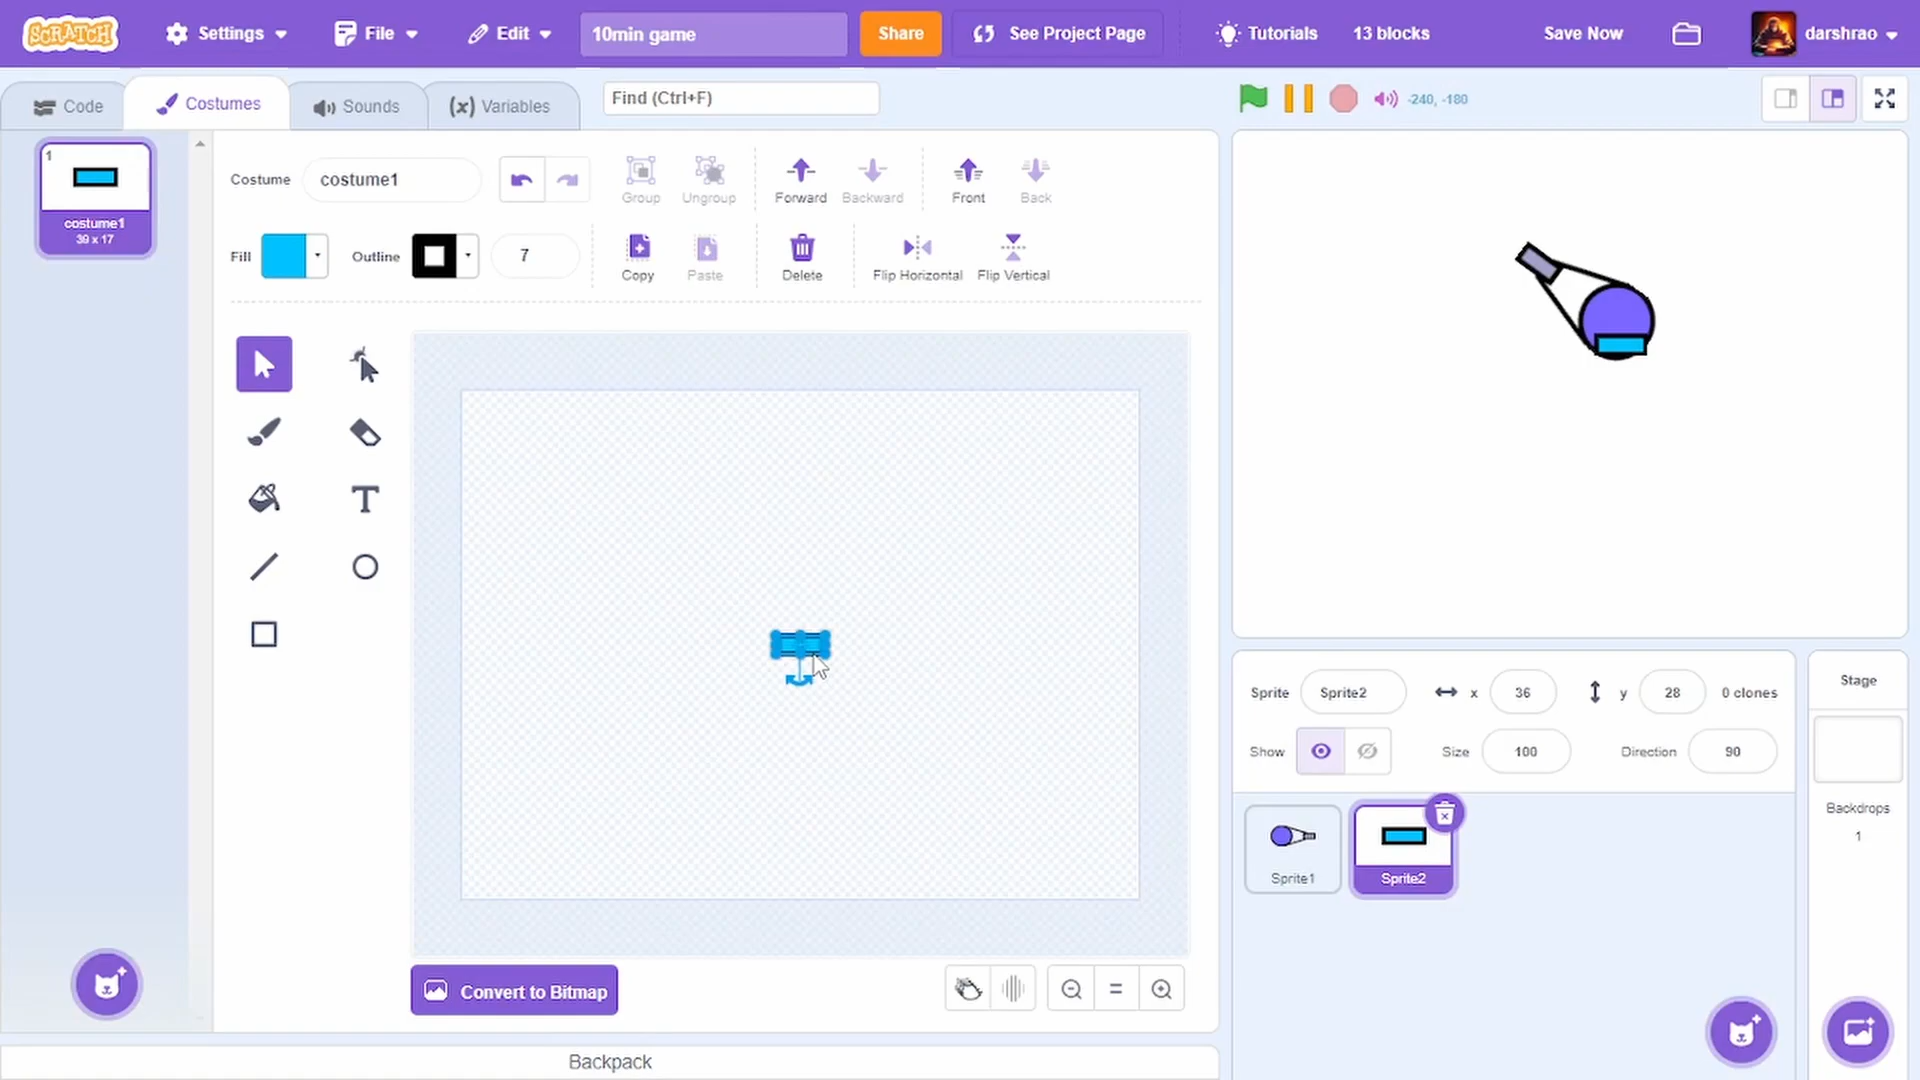 SCRATCH Settings File Edit 10min game Share See Project Page Tutorials 13 blocks Save Now darshrao
Code Costumes Sounds (x) Variables Find (Ctrl+F) -240, -180
1
costume1
39 x 17
Costume costume1 Group Ungroup Forward Backward Front Back
Fill Outline 7 Copy Paste Delete Flip Horizontal Flip Vertical
T
Convert to Bitmap
=
Backpack
Sprite Sprite2 x 36 y 28 0 clones
Show Size 100 Direction 90
Sprite1
Sprite2
Stage
Backdrops
1